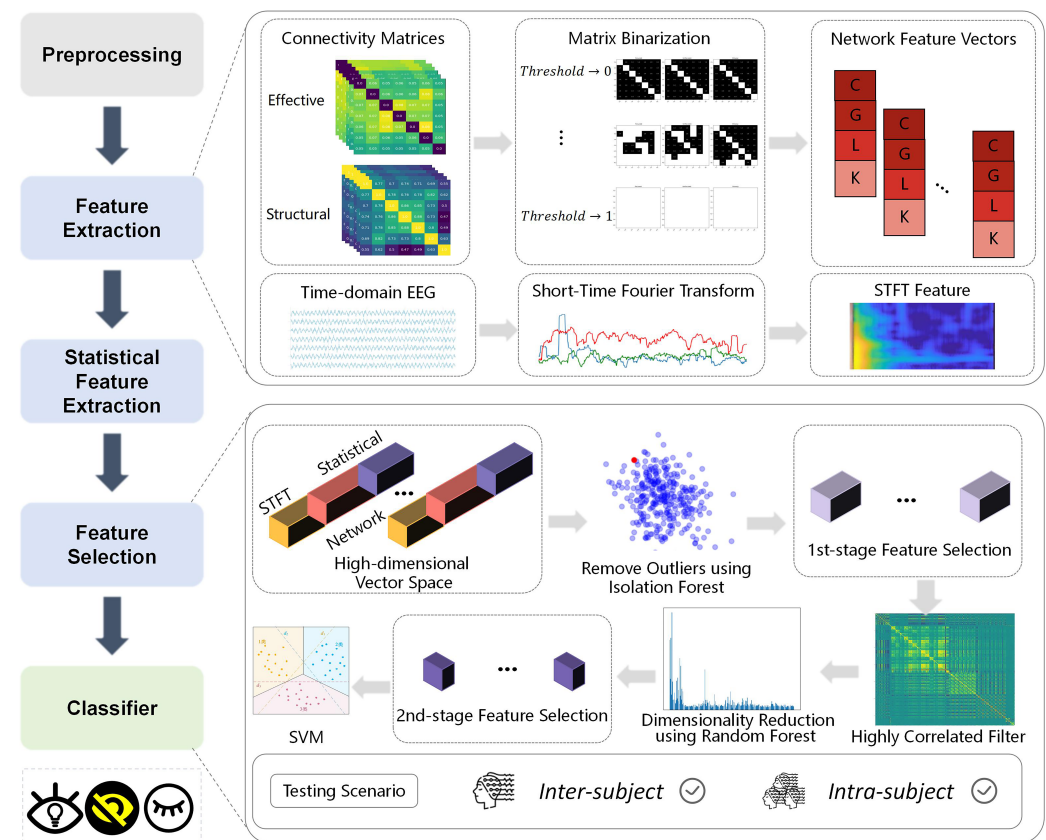 Preprocessing
Feature
Extraction
Statistical
Feature
Extraction
Feature
Selection
Classifier
Connectivity Matrices
Effective
Structural
Matrix Binarization
Threshold → 0
Threshold → 1
Network Feature Vectors
C
G
L
K
C
G
L
K
C
G
L
K
Time-domain EEG
Short-Time Fourier Transform
STFT Feature
STFT
Statistical
Network
High-dimensional
Vector Space
Remove Outliers using
Isolation Forest
1st-stage Feature Selection
Highly Correlated Filter
Dimensionality Reduction
using Random Forest
2nd-stage Feature Selection
SVM
Testing Scenario
Inter-subject
Intra-subject